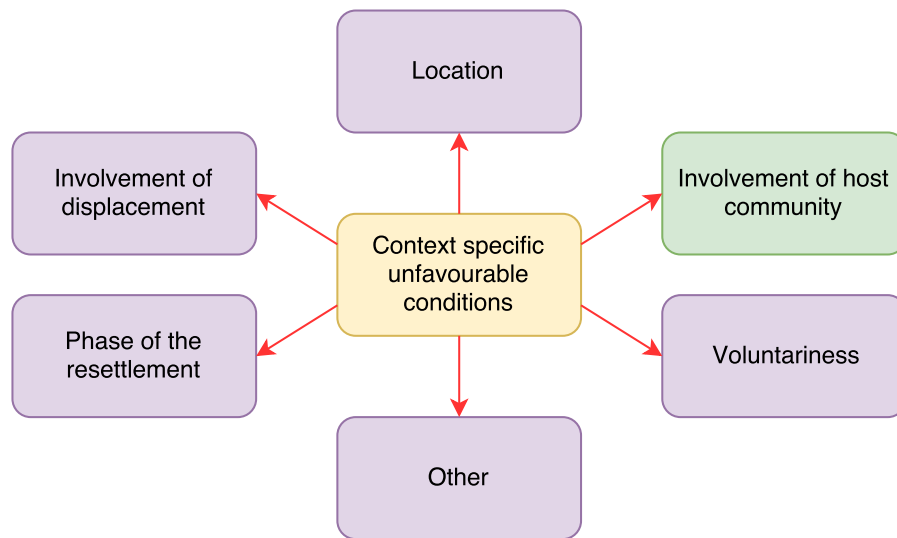 Location
Involvement of
displacement
Involvement of host
community
Context specific
unfavourable
conditions
Phase of the
resettlement
Voluntariness
Other